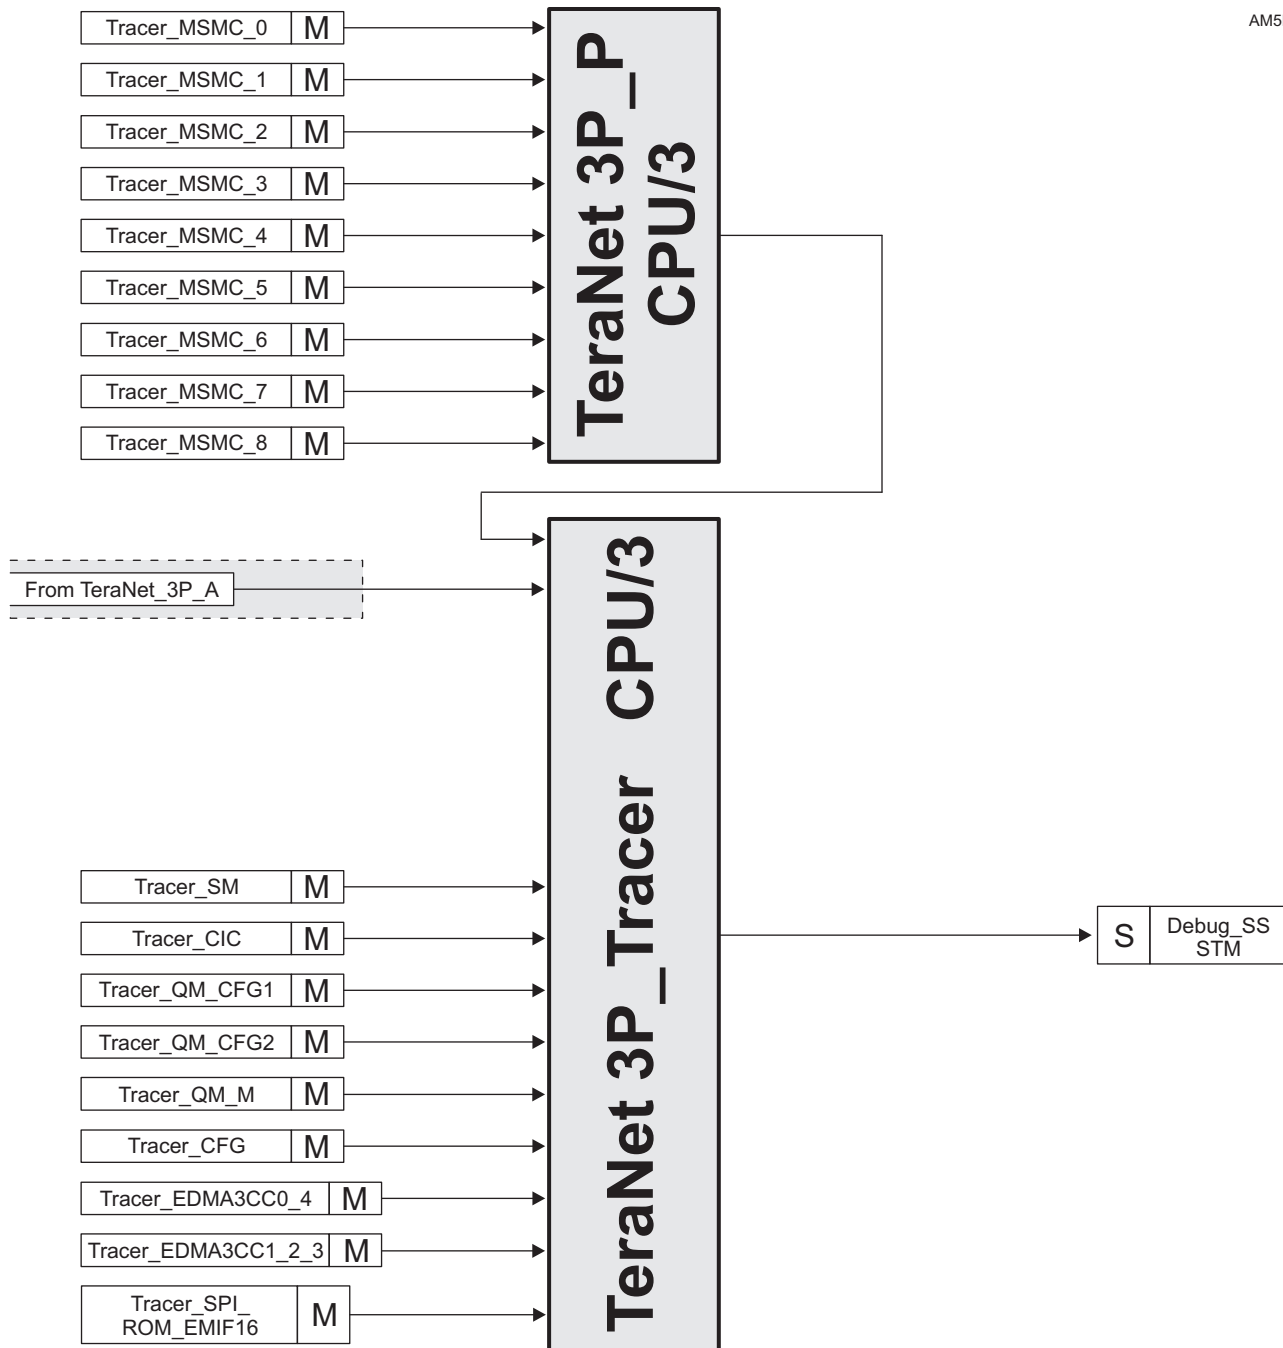 AM5
Tracer_MSMC_0 M
Tracer_MSMC_1 M
Tracer_MSMC_2 M
Tracer_MSMC_3 M
Tracer_MSMC_4 M
Tracer_MSMC_5 M
Tracer_MSMC_6 M
Tracer_MSMC_7 M
Tracer_MSMC_8 M
TeraNet 3P_P
CPU/3
From TeraNet_3P_A
TeraNet 3P_Tracer CPU/3
Tracer_SM M
Tracer_CIC M
Tracer_QM_CFG1 M
Tracer_QM_CFG2 M
Tracer_QM_M M
Tracer_CFG M
Tracer_EDMA3CC0_4 M
Tracer_EDMA3CC1_2_3 M
Tracer_SPI_
ROM_EMIF16 M
S Debug_SS
STM